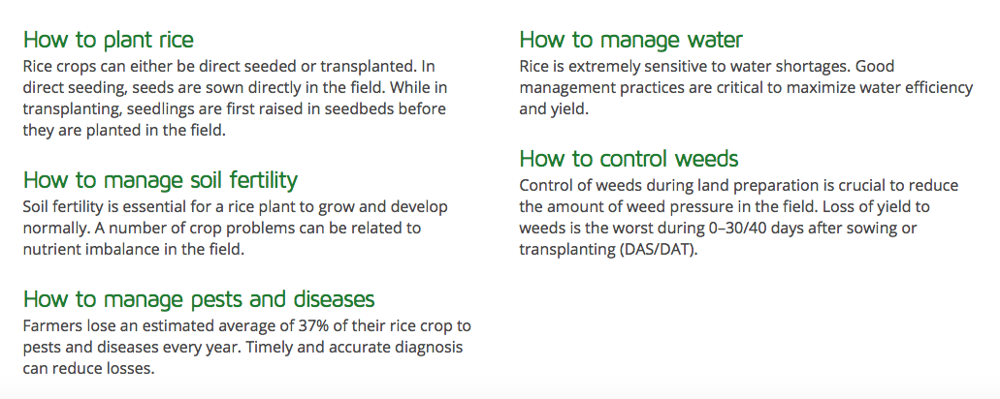 How to plant rice
Rice crops can either be direct seeded or transplanted. In
direct seeding, seeds are sown directly in the field. While in
transplanting, seedlings are first raised in seedbeds before
they are planted in the field.
How to manage soil fertility
Soil fertility is essential for a rice plant to grow and develop
normally. A number of crop problems can be related to
nutrient imbalance in the field.
How to manage pests and diseases
Farmers lose an estimated average of 37% of their rice crop to
pests and diseases every year. Timely and accurate diagnosis
can reduce losses.
How to manage water
Rice is extremely sensitive to water shortages. Good
management practices are critical to maximize water efficiency
and yield.
How to control weeds
Control of weeds during land preparation is crucial to reduce
the amount of weed pressure in the field. Loss of yield to
weeds is the worst during 0–30/40 days after sowing or
transplanting (DAS/DAT).